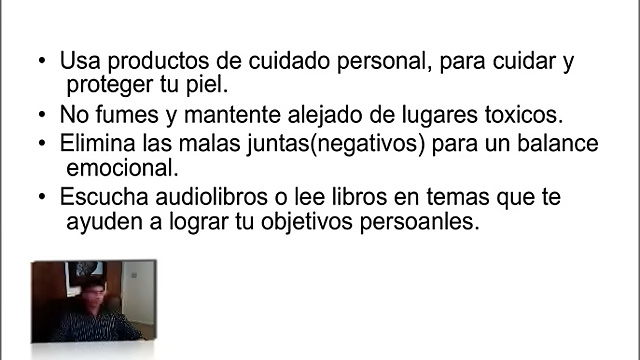 • Usa productos de cuidado personal, para cuidar y
proteger tu piel.
• No fumes y mantente alejado de lugares toxicos.
• Elimina las malas juntas(negativos) para un balance
emocional.
• Escucha audiolibros o lee libros en temas que te
ayuden a lograr tu objetivos persoanles.